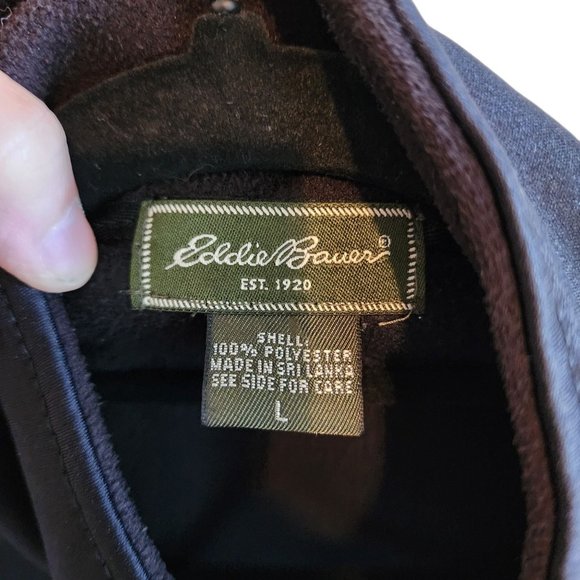 Eddie Bauer®
EST. 1920
SHELL:
100% POLYESTER
MADE IN SRI LANKA
SEE SIDE FOR CARE
L